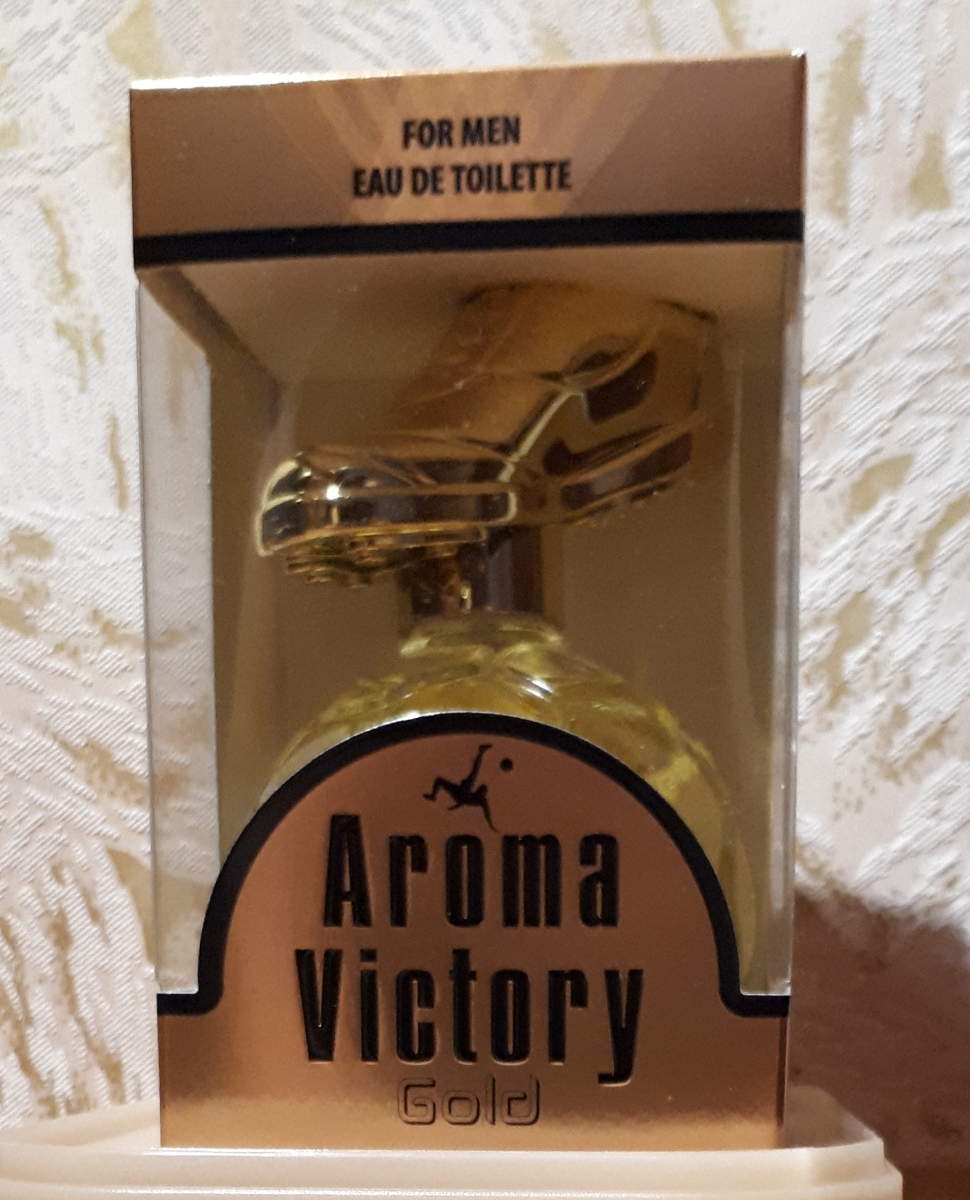 FOR MEN
EAU DE TOILETTE
Aroma
Victory
Gold